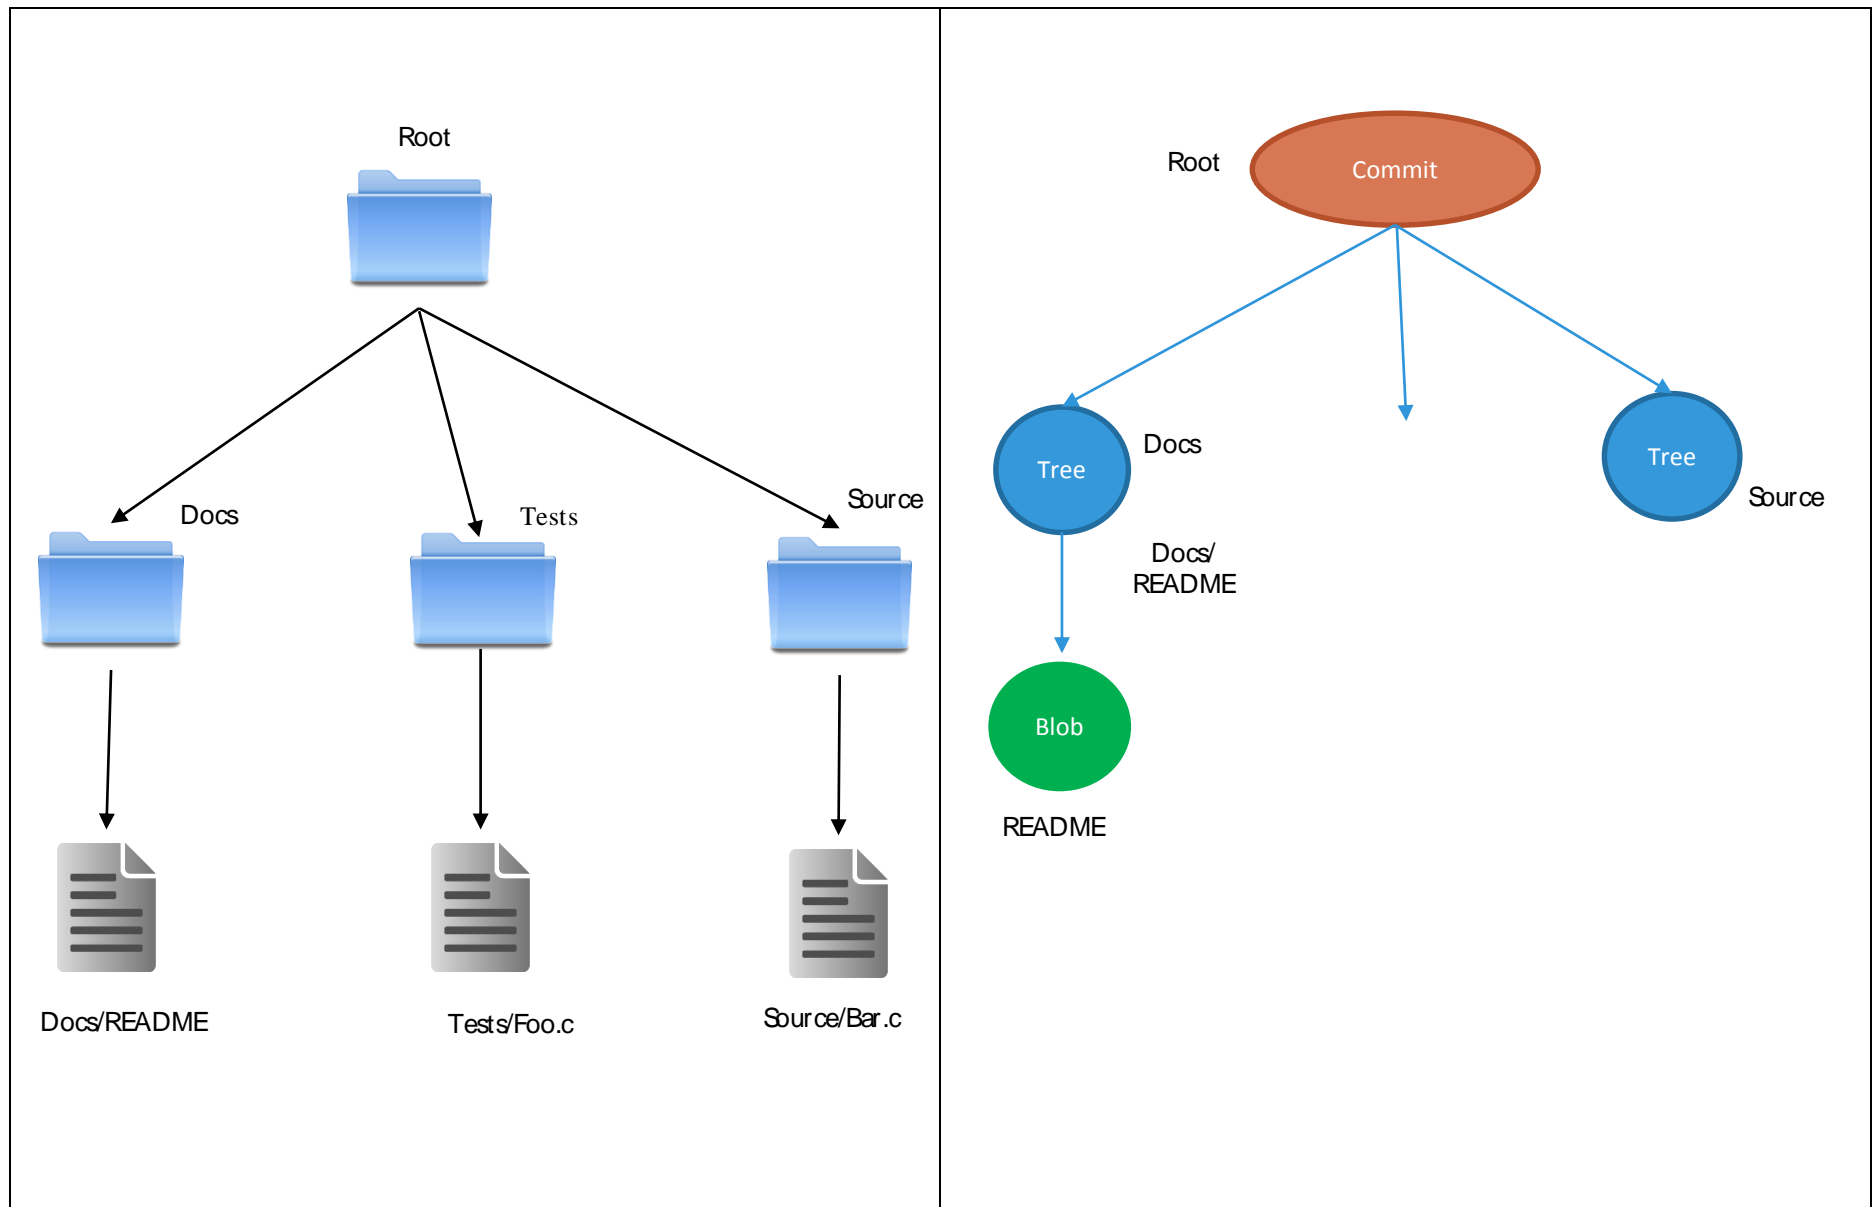 Root
Docs
Tests
Source
Docs/README
Tests/Foo.c
Source/Bar.c
Root
Commit
Tree
Docs
Tree
Source
Docs/
README
Blob
README